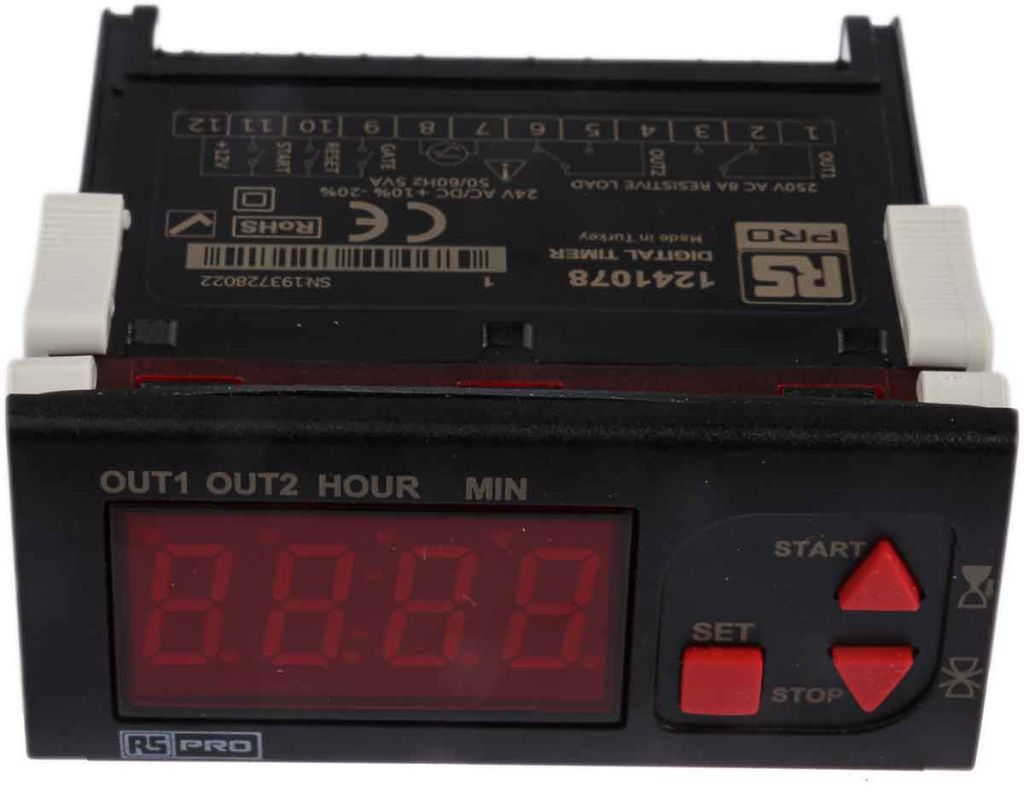 1 2 3 4 5 6 7 8 9 10 11 12
OUT1 OUT2 GATE RESET START +12V
250V AC 8A RESISTIVE LOAD
24V AC/DC +10% -20%
50/60Hz 5VA
RS PRO
Made in Turkey
CE RoHS
1241078
DIGITAL TIMER
1
SN193728022
OUT1 OUT2 HOUR MIN
START
SET
STOP
RS PRO